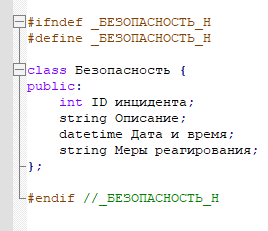 #ifndef _БЕЗОПАСНОСТЬ_H
#define _БЕЗОПАСНОСТЬ_H
class Безопасность {
public:
int ID инцидента;
string Описание;
datetime Дата и время;
string Меры реагирования;
};
#endif //_БЕЗОПАСНОСТЬ_H